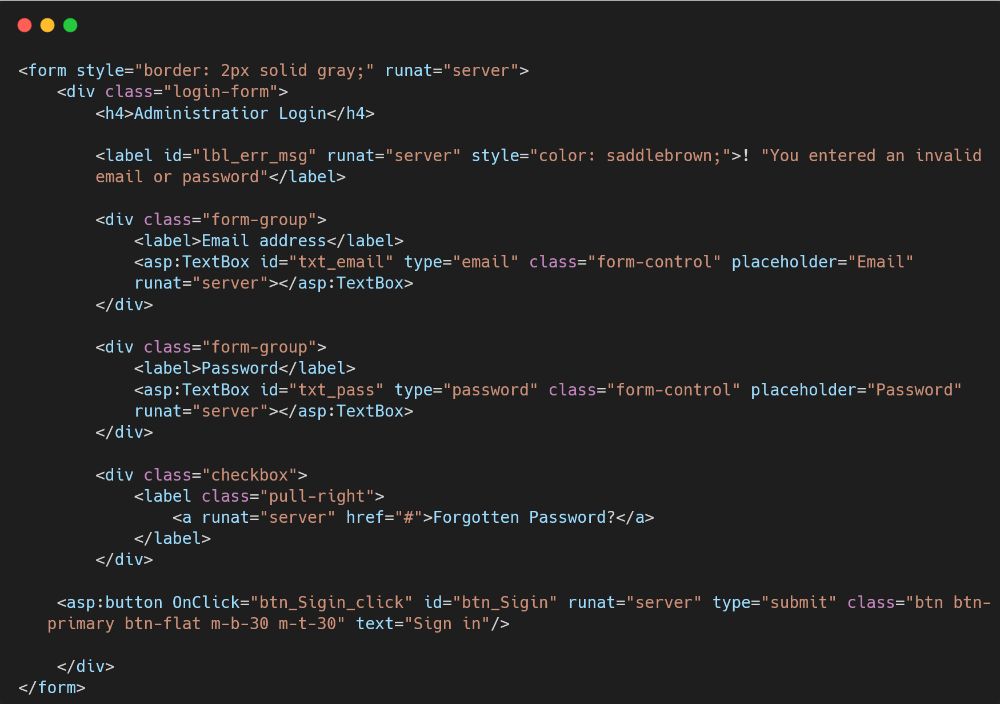 <form style="border: 2px solid gray;" runat="server">
    <div class="login-form">
        <h4>Administratior Login</h4>

        <label id="lbl_err_msg" runat="server" style="color: saddlebrown;">! "You entered an invalid
        email or password"</label>

        <div class="form-group">
            <label>Email address</label>
            <asp:TextBox id="txt_email" type="email" class="form-control" placeholder="Email"
            runat="server"></asp:TextBox>
        </div>

        <div class="form-group">
            <label>Password</label>
            <asp:TextBox id="txt_pass" type="password" class="form-control" placeholder="Password"
            runat="server"></asp:TextBox>
        </div>

        <div class="checkbox">
            <label class="pull-right">
                <a runat="server" href="#">Forgotten Password?</a>
            </label>
        </div>

    <asp:button OnClick="btn_Sigin_click" id="btn_Sigin" runat="server" type="submit" class="btn btn-
   primary btn-flat m-b-30 m-t-30" text="Sign in"/>

    </div>
</form>